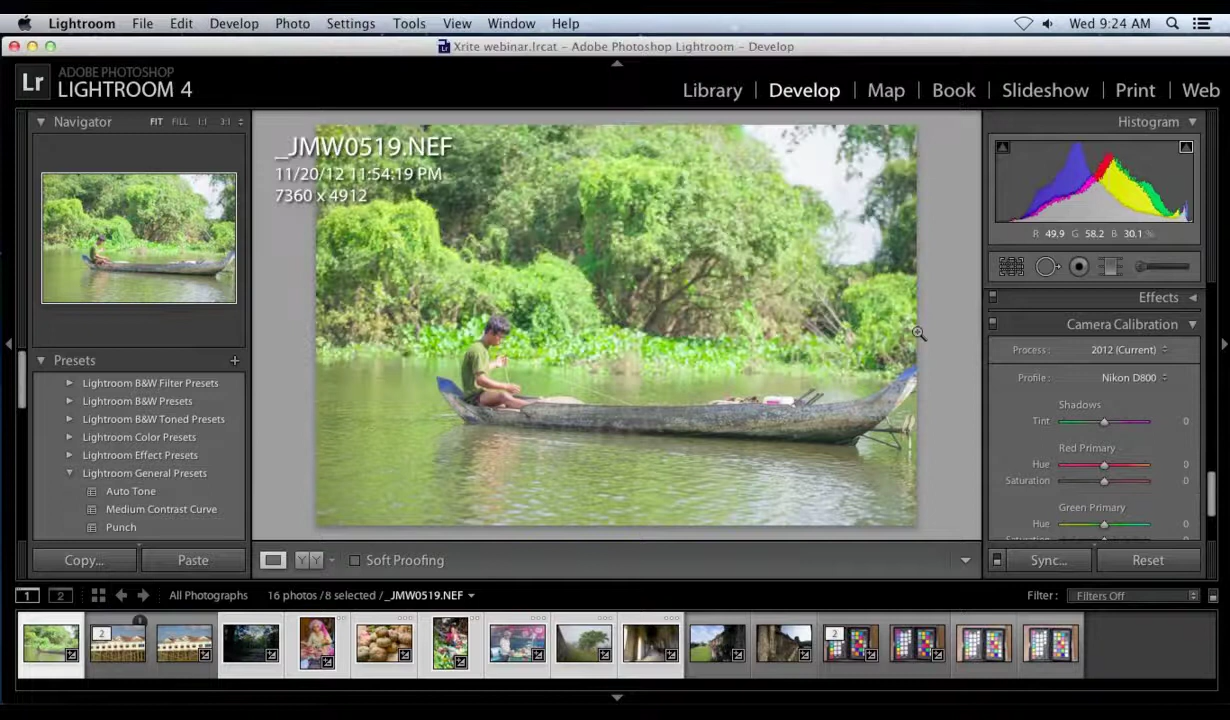 Lightroom File Edit Develop Photo Settings Tools View Window Help Wed 9:24 AM
Xrite webinar.lrcat – Adobe Photoshop Lightroom – Develop
Lr ADOBE PHOTOSHOP
LIGHTROOM 4
Library | Develop | Map | Book | Slideshow | Print | Web
Navigator FIT FILL 1:1 3:1
Histogram
_JMW0519.NEF
11/20/12 11:54:19 PM
7360 x 4912
R 49.9 G 58.2 B 30.1 %
Effects
Camera Calibration
Process : 2012 (Current)
Profile : Nikon D800
Shadows
Tint 0
Red Primary
Hue 0
Saturation 0
Green Primary
Hue 0
Presets +
Lightroom B&W Filter Presets
Lightroom B&W Presets
Lightroom B&W Toned Presets
Lightroom Color Presets
Lightroom Effect Presets
Lightroom General Presets
Auto Tone
Medium Contrast Curve
Punch
Copy... Paste
Y Y Soft Proofing
Sync... Reset
1 2 All Photographs 16 photos / 8 selected / _JMW0519.NEF
Filter : Filters Off
2 1 2